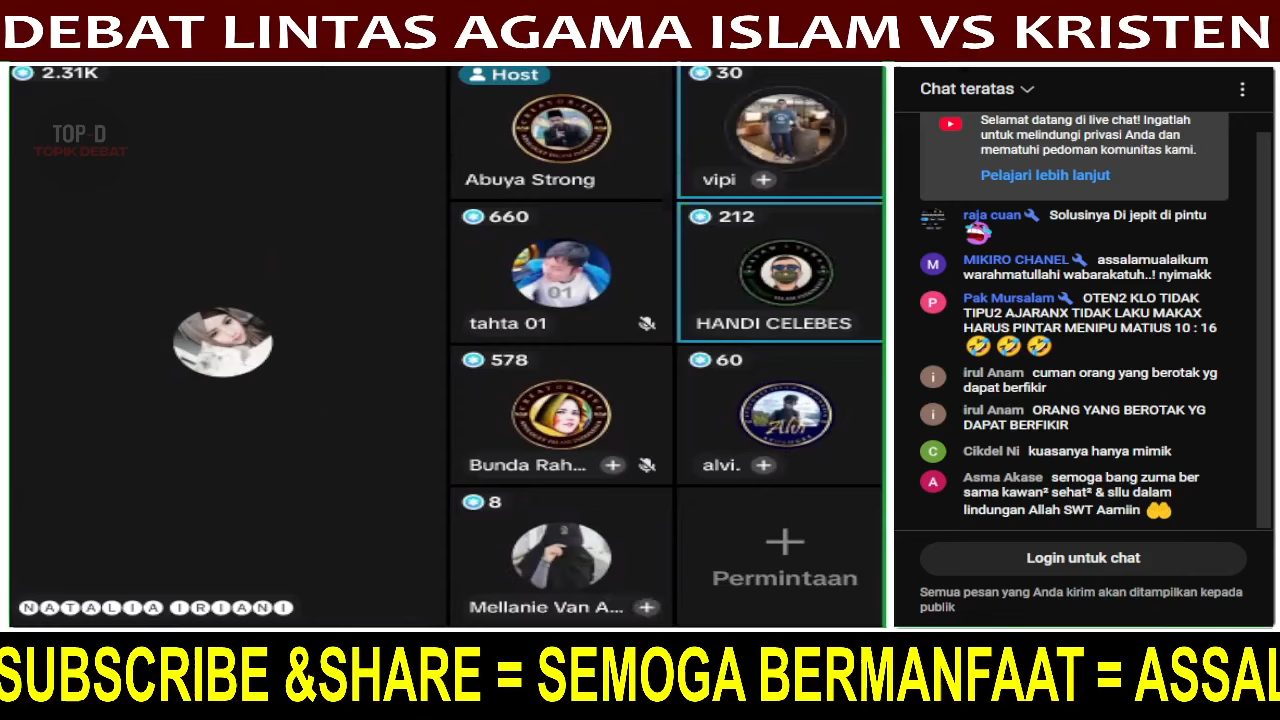 DEBAT LINTAS AGAMA ISLAM VS KRISTEN
2.31K
TOP-D
TOPIK DEBAT
NATALIA IRIANI
Host
Abuya Strong
30
vipi +
660
01
tahta 01
212
HANDI CELEBES
578
Bunda Rah... +
60
Alvi
alvi. +
8
Mellanie Van A... +
+
Permintaan
Chat teratas
Selamat datang di live chat! Ingatlah
untuk melindungi privasi Anda dan
mematuhi pedoman komunitas kami.
Pelajari lebih lanjut
raja cuan Solusinya Di jepit di pintu
M MIKIRO CHANEL assalamualaikum
warahmatullahi wabarakatuh..! nyimakk
P Pak Mursalam OTEN2 KLO TIDAK
TIPU2 AJARANX TIDAK LAKU MAKAX
HARUS PINTAR MENIPU MATIUS 10 : 16
🤣🤣🤣
i irul Anam cuman orang yang berotak yg
dapat berfikir
i irul Anam ORANG YANG BEROTAK YG
DAPAT BERFIKIR
C Cikdel Ni kuasanya hanya mimik
A Asma Akase semoga bang zuma ber
sama kawan² sehat² & sllu dalam
lindungan Allah SWT Aamiin 🤲
Login untuk chat
Semua pesan yang Anda kirim akan ditampilkan kepada
publik
SUBSCRIBE &SHARE = SEMOGA BERMANFAAT = ASSAL